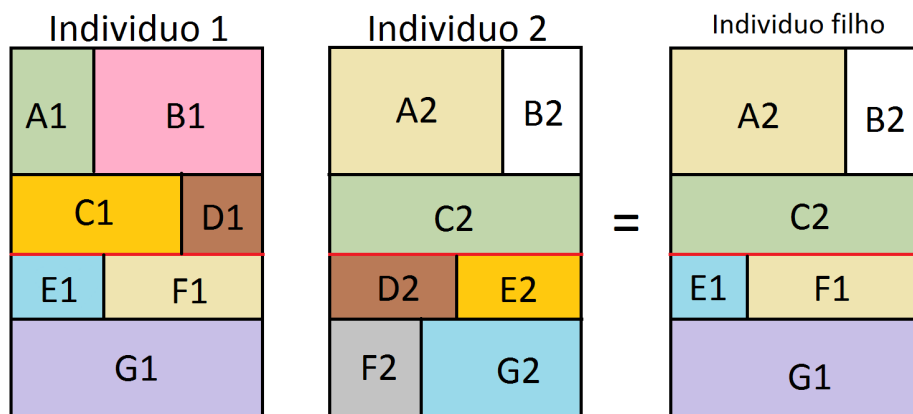 Individuo 1
A1 B1
C1 D1
E1 F1
G1
Individuo 2
A2 B2
C2
D2 E2
F2 G2
=
Individuo filho
A2 B2
C2
E1 F1
G1